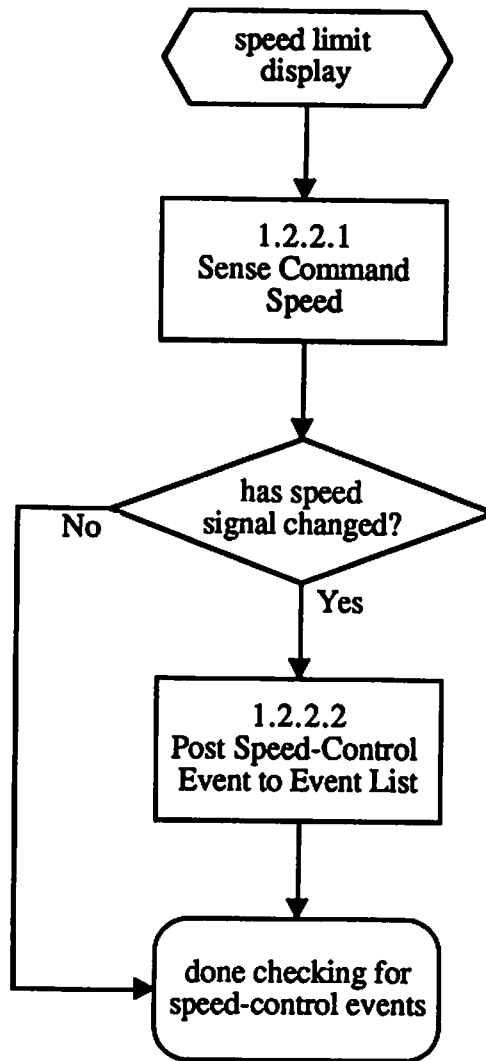 speed limit
display
1.2.2.1
Sense Command
Speed
has speed
signal changed?
No
Yes
1.2.2.2
Post Speed-Control
Event to Event List
done checking for
speed-control events